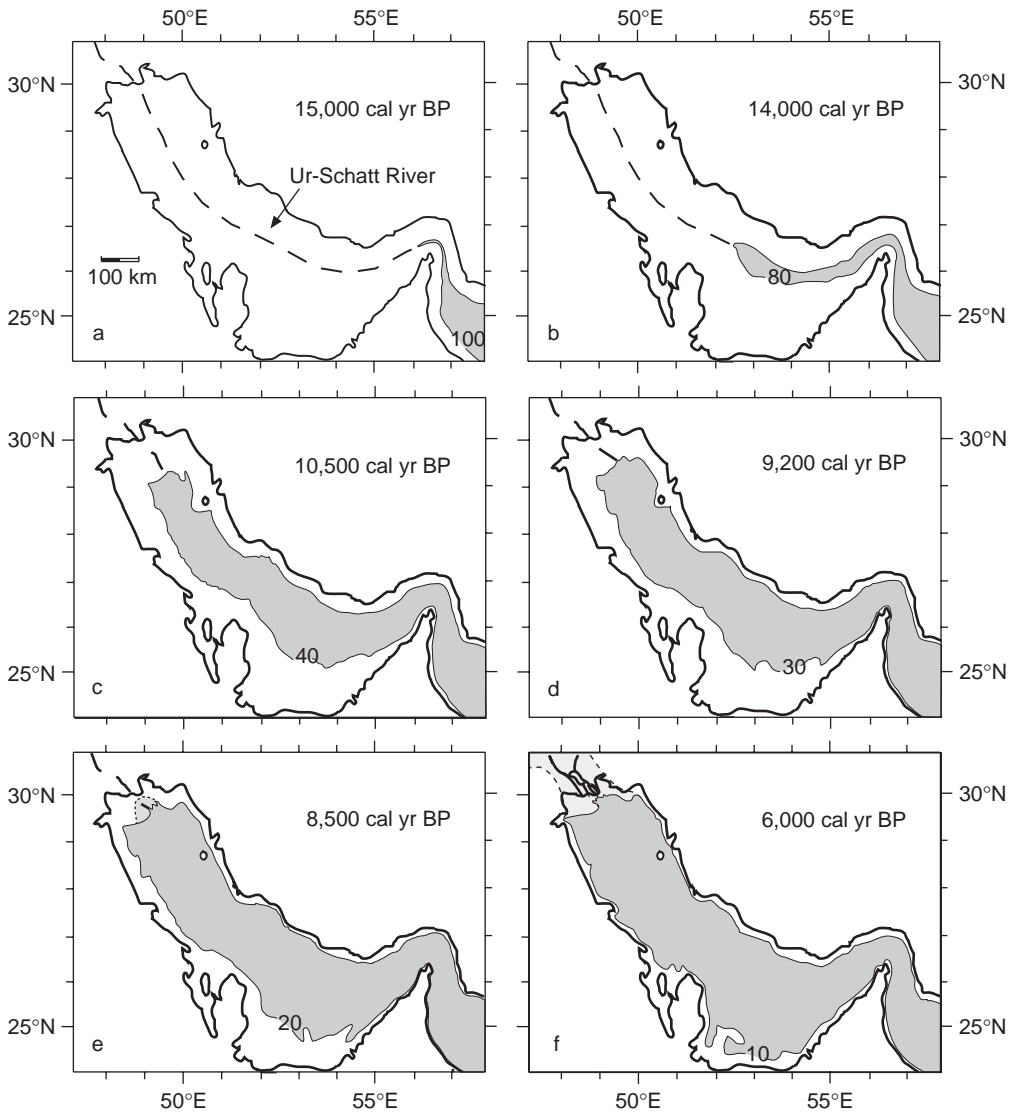 50°E 55°E 50°E 55°E
30°N 15,000 cal yr BP 14,000 cal yr BP 30°N
Ur-Schatt River
100 km 80
25°N a 100 b 25°N
30°N 10,500 cal yr BP 9,200 cal yr BP 30°N
25°N 40 30 25°N
c d
30°N 8,500 cal yr BP 6,000 cal yr BP 30°N
25°N 20 25°N
e f 10
50°E 55°E 50°E 55°E